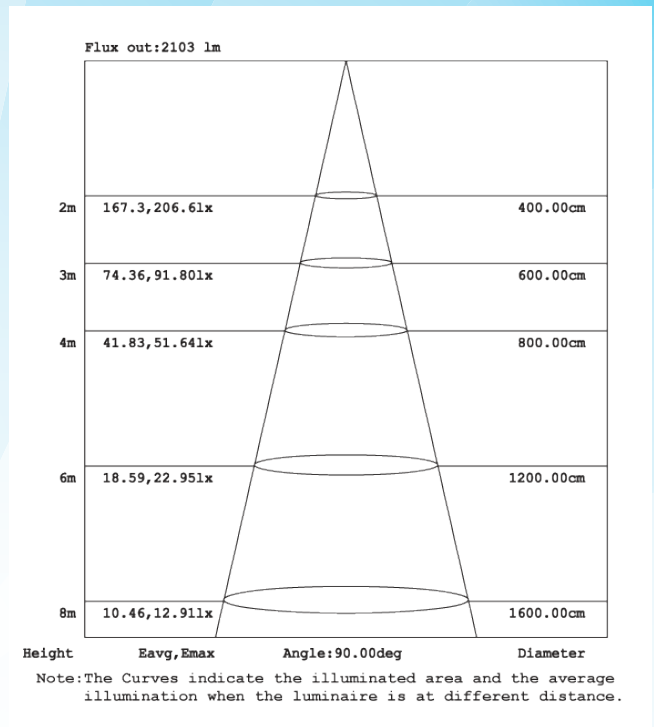 Flux out:2103 lm
2m 167.3,206.6lx 400.00cm
3m 74.36,91.80lx 600.00cm
4m 41.83,51.64lx 800.00cm
6m 18.59,22.95lx 1200.00cm
8m 10.46,12.91lx 1600.00cm
Height Eavg,Emax Angle:90.00deg Diameter
Note:The Curves indicate the illuminated area and the average
illumination when the luminaire is at different distance.